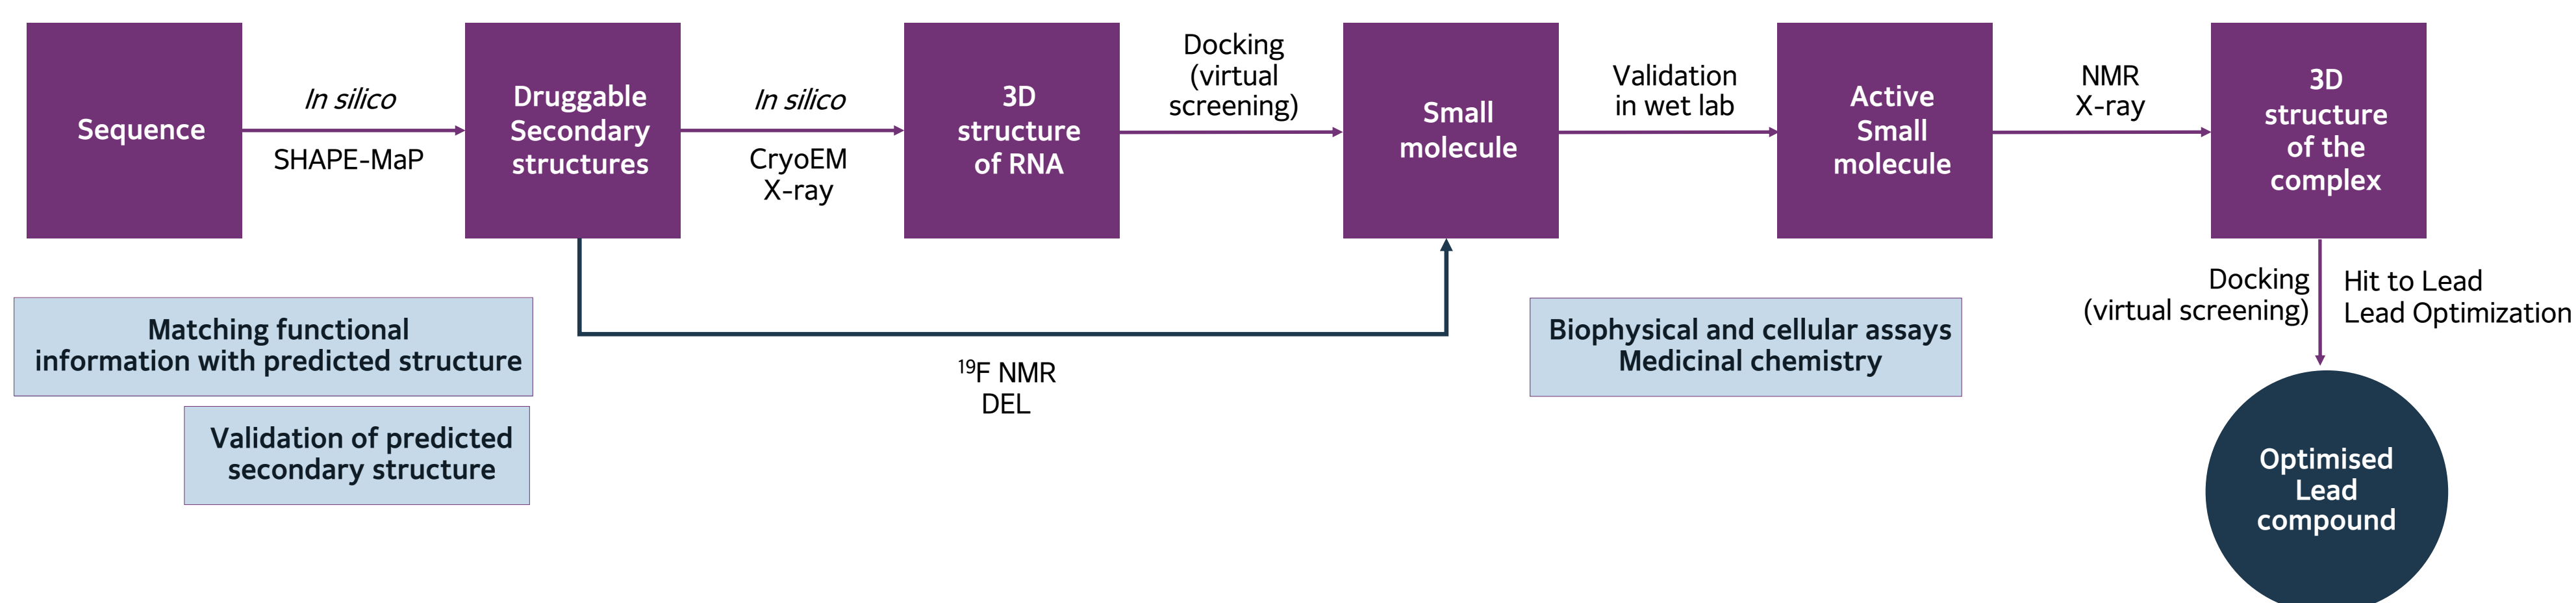 Sequence
In silico
SHAPE-MaP
Druggable
Secondary
structures
In silico
CryoEM
X-ray
3D
structure
of RNA
Docking
(virtual
screening)
Small
molecule
Validation
in wet lab
Active
Small
molecule
NMR
X-ray
3D
structure
of the
complex
Matching functional
information with predicted structure
Validation of predicted
secondary structure
¹⁹F NMR
DEL
Biophysical and cellular assays
Medicinal chemistry
Docking
(virtual screening)
Hit to Lead
Lead Optimization
Optimised
Lead
compound